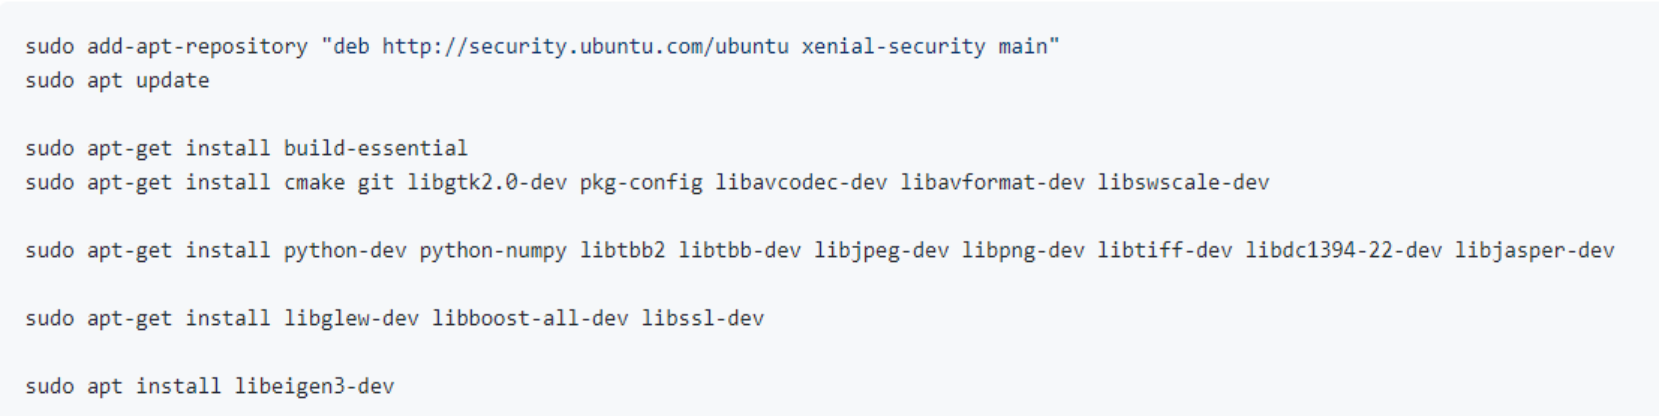 sudo add-apt-repository "deb http://security.ubuntu.com/ubuntu xenial-security main"
sudo apt update
sudo apt-get install build-essential
sudo apt-get install cmake git libgtk2.0-dev pkg-config libavcodec-dev libavformat-dev libswscale-dev
sudo apt-get install python-dev python-numpy libtbb2 libtbb-dev libjpeg-dev libpng-dev libtiff-dev libdc1394-22-dev libjasper-dev
sudo apt-get install libglew-dev libboost-all-dev libssl-dev
sudo apt install libeigen3-dev